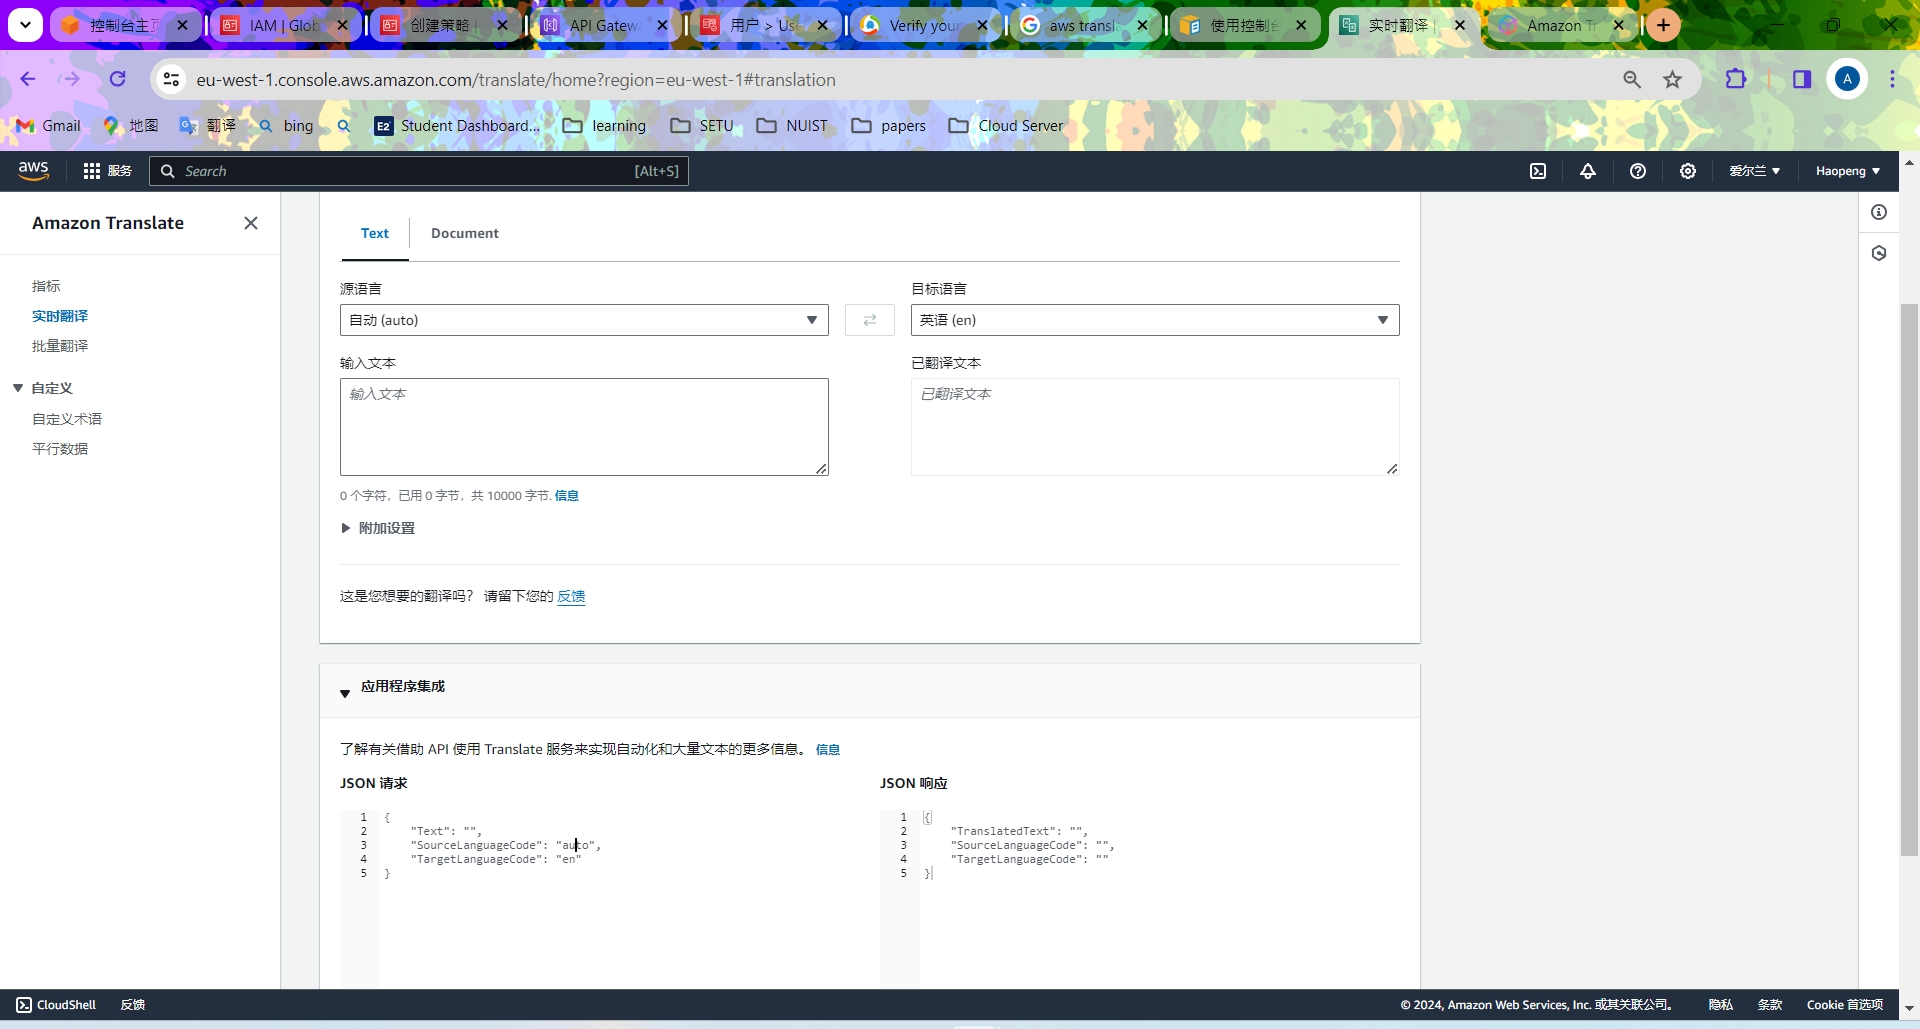 控制台主页
IAM | Glob
创建策略 |
API Gatew
用户 > Use
Verify your
aws transla
使用控制台
实时翻译 |
Amazon Tr
eu-west-1.console.aws.amazon.com/translate/home?region=eu-west-1#translation
A
Gmail
地图
翻译
bing
E2 Student Dashboard...
learning
SETU
NUIST
papers
Cloud Server
aws
服务
Search
[Alt+S]
爱尔兰
Haopeng
Amazon Translate
指标
实时翻译
批量翻译
自定义
自定义术语
平行数据
Text
Document
源语言
目标语言
自动 (auto)
英语 (en)
输入文本
已翻译文本
输入文本
已翻译文本
0 个字符，已用 0 字节，共 10000 字节. 信息
附加设置
这是您想要的翻译吗？ 请留下您的 反馈
应用程序集成
了解有关借助 API 使用 Translate 服务来实现自动化和大量文本的更多信息。 信息
JSON 请求
1 {
2 "Text": "",
3 "SourceLanguageCode": "auto",
4 "TargetLanguageCode": "en"
5 }
JSON 响应
1 {
2 "TranslatedText": "",
3 "SourceLanguageCode": "",
4 "TargetLanguageCode": ""
5 }
CloudShell
反馈
© 2024, Amazon Web Services, Inc. 或其关联公司。
隐私
条款
Cookie 首选项